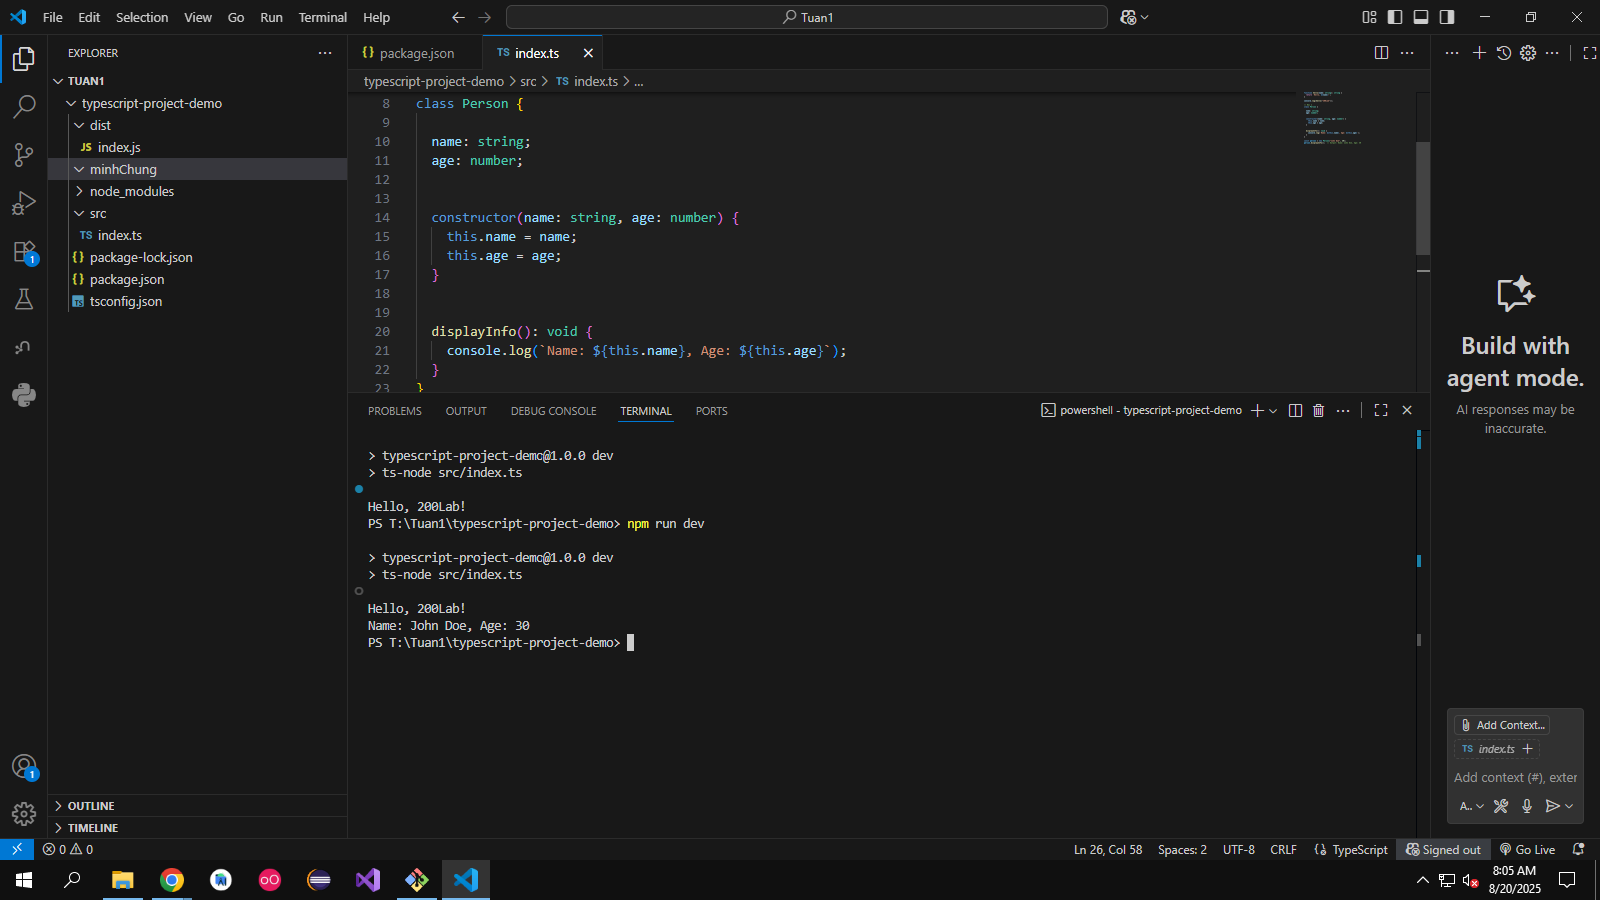 File Edit Selection View Go Run Terminal Help
Tuan1
EXPLORER
TUAN1
typescript-project-demo
dist
JS index.js
minhChung
node_modules
src
TS index.ts
{} package-lock.json
{} package.json
TS tsconfig.json
OUTLINE
TIMELINE
{} package.json
TS index.ts
typescript-project-demo > src > TS index.ts > ...
8 class Person {
9
10 name: string;
11 age: number;
12
13
14 constructor(name: string, age: number) {
15 this.name = name;
16 this.age = age;
17 }
18
19
20 displayInfo(): void {
21 console.log(`Name: ${this.name}, Age: ${this.age}`);
22 }
23 }
PROBLEMS OUTPUT DEBUG CONSOLE TERMINAL PORTS
powershell - typescript-project-demo
> typescript-project-demo@1.0.0 dev
> ts-node src/index.ts
Hello, 200Lab!
PS T:\Tuan1\typescript-project-demo> npm run dev
> typescript-project-demo@1.0.0 dev
> ts-node src/index.ts
Hello, 200Lab!
Name: John Doe, Age: 30
PS T:\Tuan1\typescript-project-demo>
Build with
agent mode.
AI responses may be
inaccurate.
Add Context...
TS index.ts +
Add context (#), exter
A..
1
1
0 0
Ln 26, Col 58 Spaces: 2 UTF-8 CRLF {} TypeScript Signed out Go Live
8:05 AM
8/20/2025